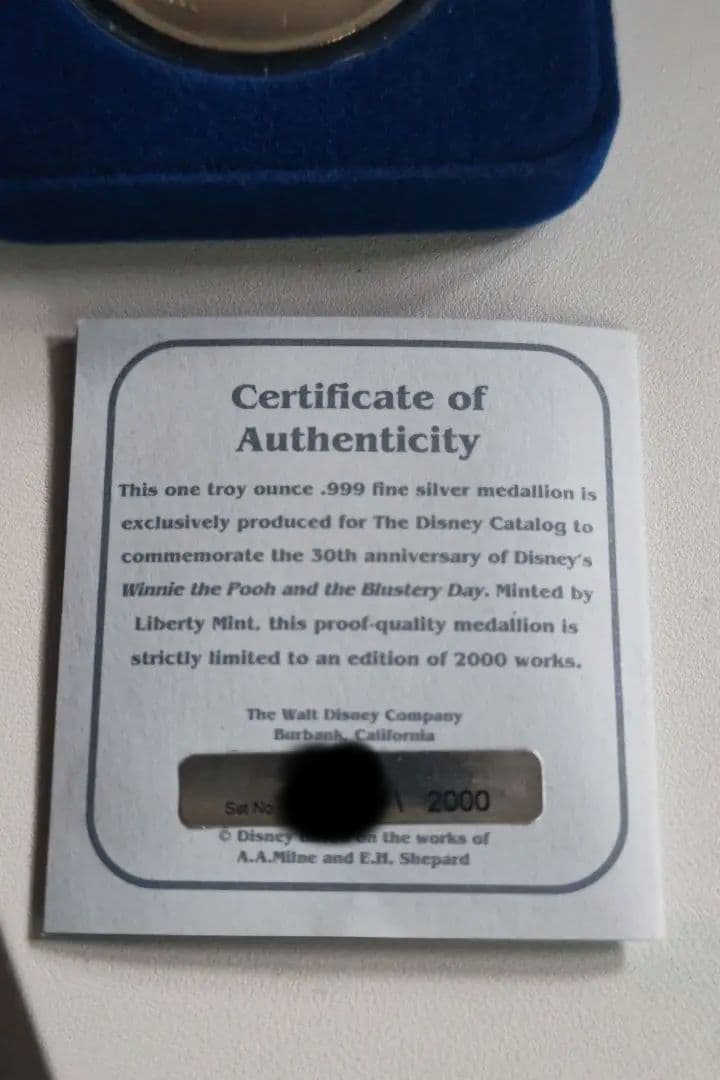 Certificate of
Authenticity
This one troy ounce .999 fine silver medallion is
exclusively produced for The Disney Catalog to
commemorate the 30th anniversary of Disney's
Winnie the Pooh and the Blustery Day. Minted by
Liberty Mint, this proof-quality medallion is
strictly limited to an edition of 2000 works.
The Walt Disney Company
Burbank, California
Set No \ 2000
© Disney on the works of
A.A.Milne and E.H. Shepard